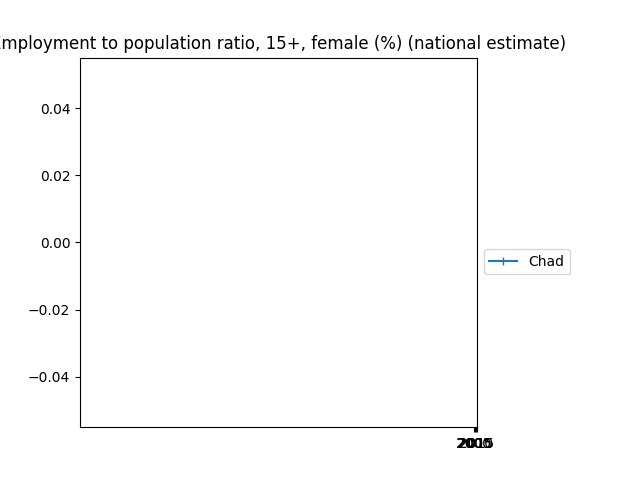 Employment to population ratio, 15+, female (%) (national estimate)
0.04
0.02
0.00
−0.02
−0.04
Chad